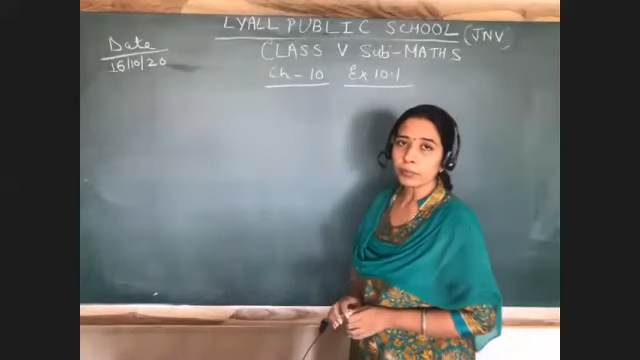 LYALL PUBLIC SCHOOL (JNV)
CLASS V Sub-MATHS
Date
16/10/20
Ch-10 Ex 10.1